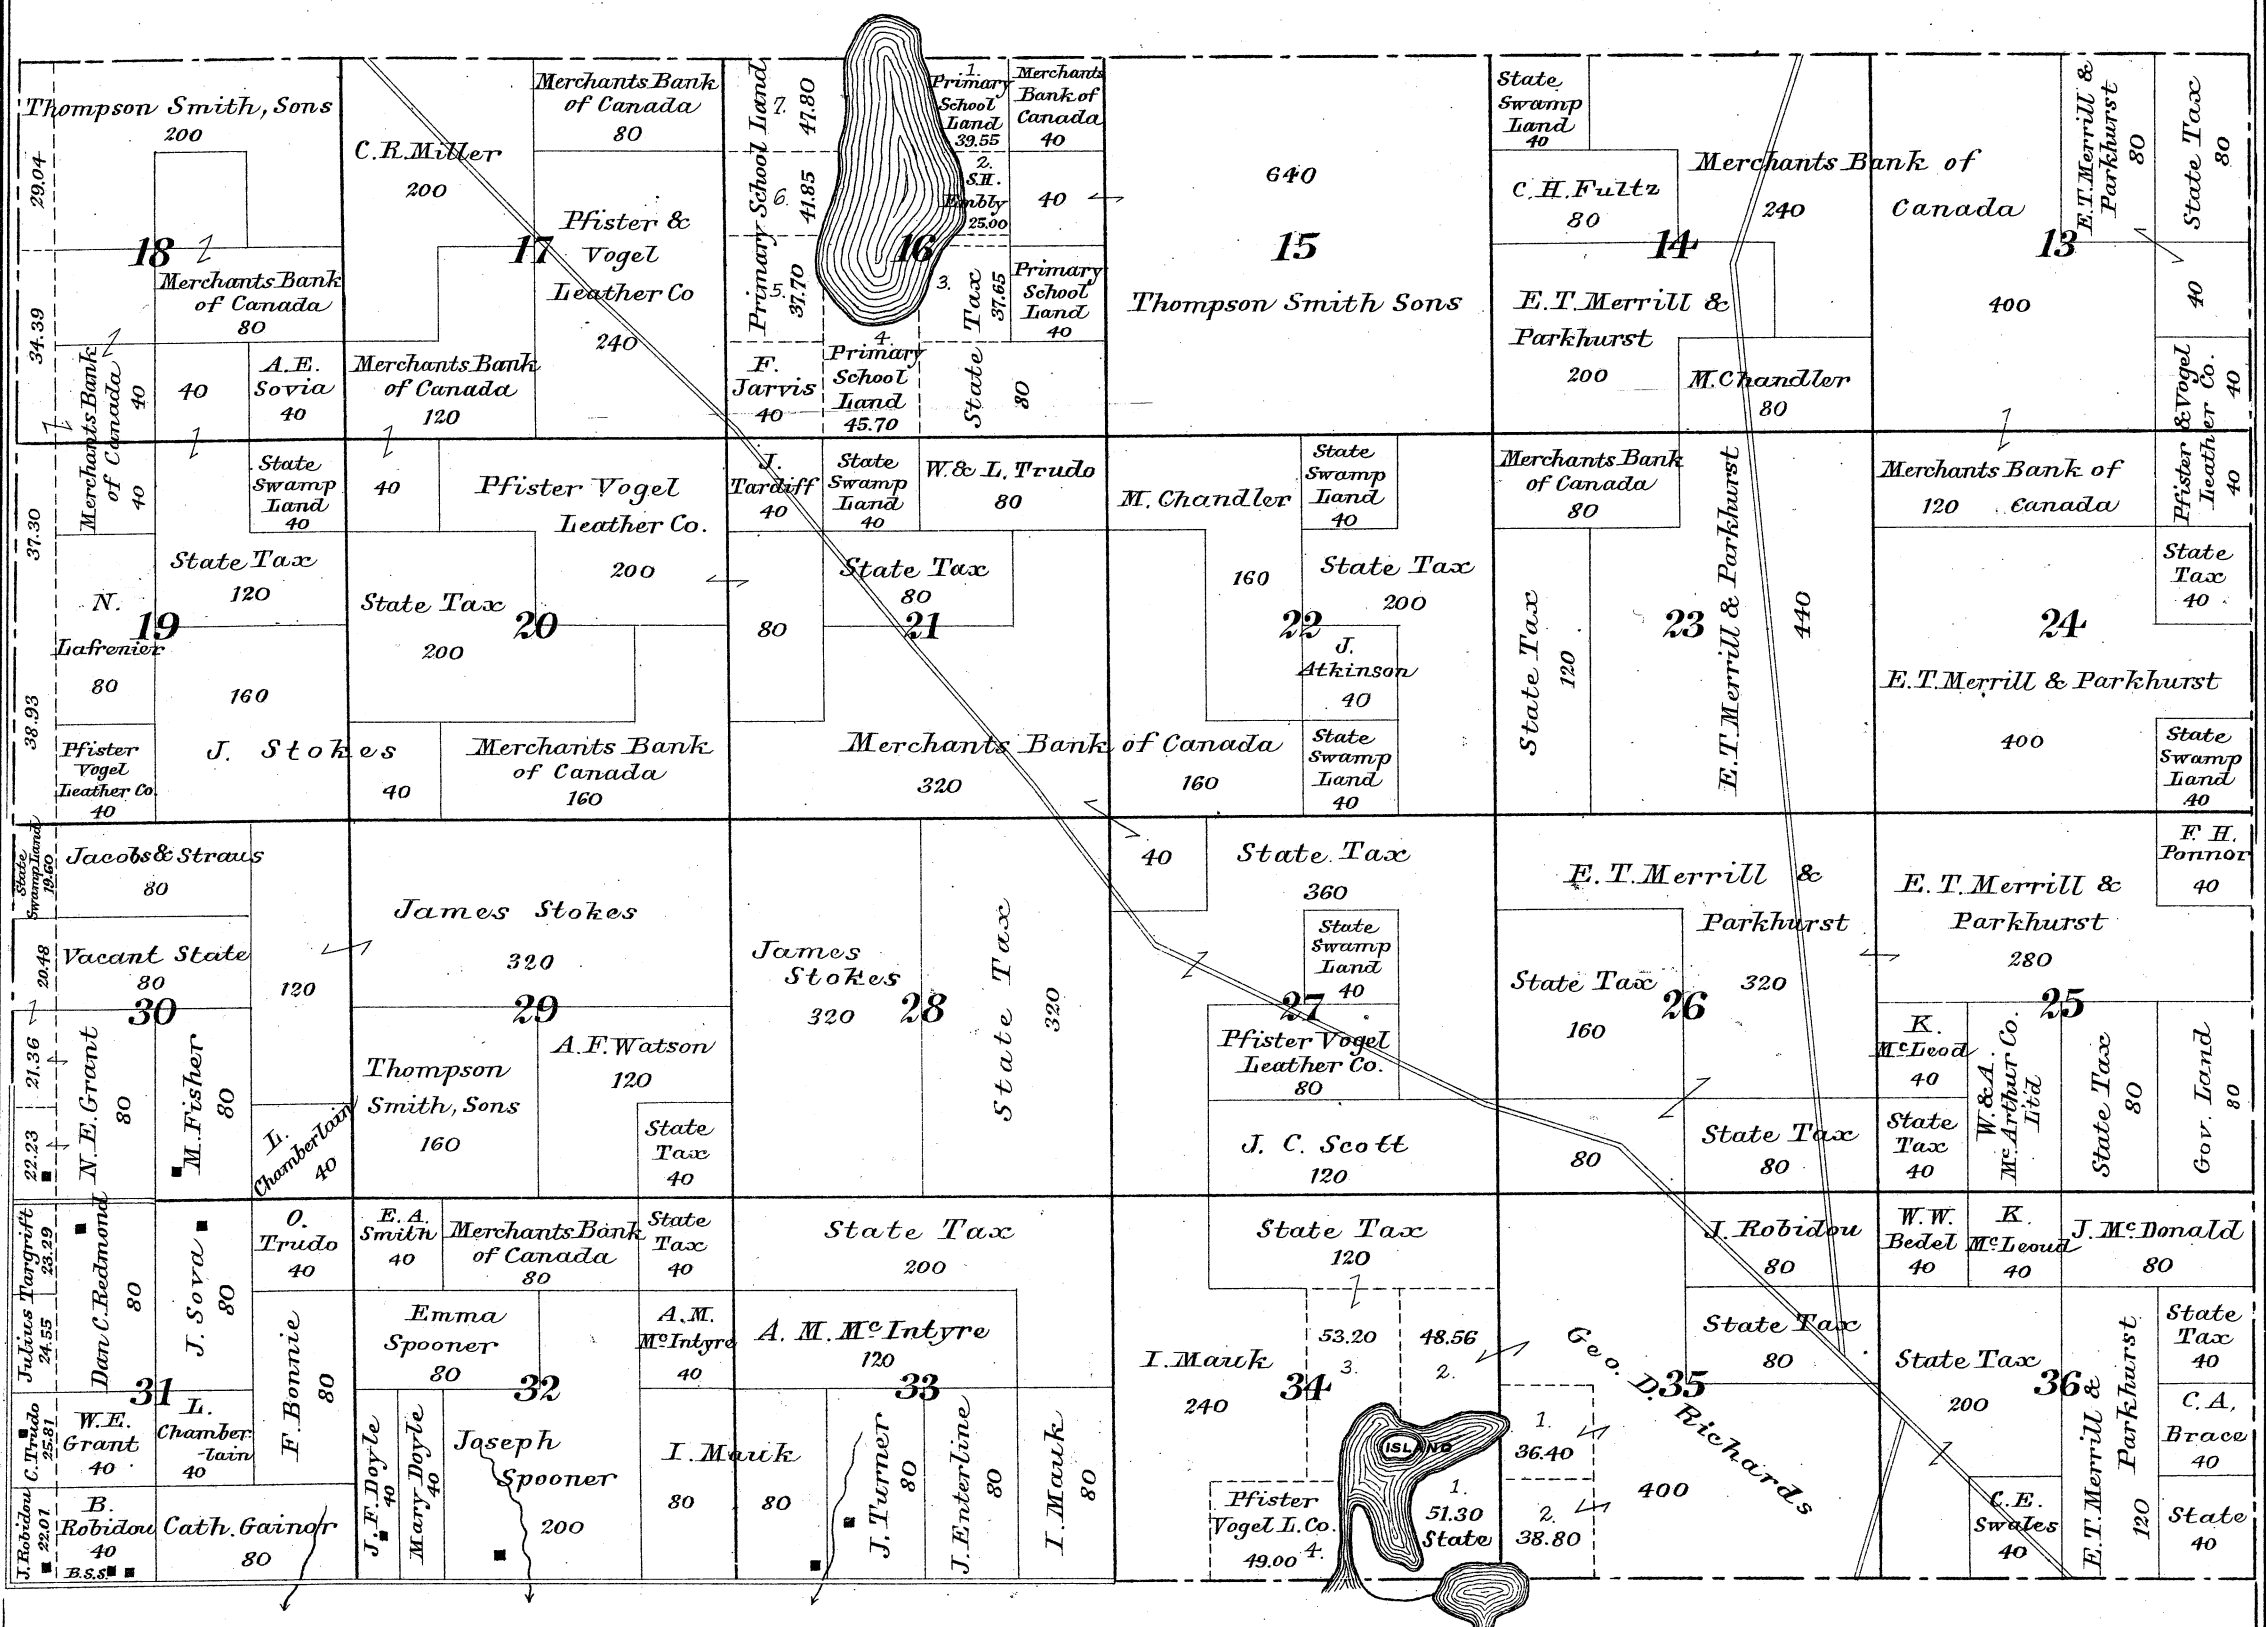 Thompson Smith, Sons
200
29.04
34.39
18
Merchants Bank
of Canada
80
Merchants Bank
of Canada
40
40
40
A.E.
Sovia
40
C.R. Miller
200
Merchants Bank
of Canada
80
Pfister &
Vogel
Leather Co
240
17
Merchants Bank
of Canada
120
Primary School Land
7.
47.80
6.
41.85
5.
37.70
F.
Jarvis
40
4.
Primary
School
Land
45.70
16
1.
Primary
School
Land
39.55
Merchants
Bank of
Canada
40
2.
S.H.
Embly
25.00
40
3.
State Tax
37.65
80
Primary
School
Land
40
640
15
Thompson Smith Sons
State
Swamp
Land
40
C.H. Fultz
80
Merchants Bank of
Canada
240
14
E.T. Merrill &
Parkhurst
200
M. Chandler
80
13
400
E.T. Merrill &
Parkhurst
80
State Tax
80
40
Pfister & Vogel
Leather Co.
40
40
37.30
38.93
State
Swamp
Land
40
State Tax
120
N.
Lafrenier
80
19
160
Pfister
Vogel
Leather Co
40
J. Stokes
40
40
Pfister Vogel
Leather Co.
200
State Tax
200
20
Merchants Bank
of Canada
160
J.
Tardiff
40
State
Swamp
Land
40
W. & L. Trudo
80
State Tax
80
80
21
Merchants Bank of Canada
320
160
M. Chandler
160
State
Swamp
Land
40
State Tax
200
22
J.
Atkinson
40
State
Swamp
Land
40
Merchants Bank
of Canada
80
State Tax
120
23
E.T. Merrill & Parkhurst
440
Merchants Bank of
Canada
120
State
Tax
40
24
E.T. Merrill & Parkhurst
400
State
Swamp
Land
40
State
Swamp Land
19.60
20.48
21.36
22.23
Jacobs & Straus
80
Vacant State
80
120
30
N.E. Grant
80
M. Fisher
80
L.
Chamberlain
40
James Stokes
320
29
Thompson
Smith, Sons
160
A.F. Watson
120
State
Tax
40
James
Stokes
320
28
State Tax
320
40
State Tax
360
State
Swamp
Land
40
27
Pfister Vogel
Leather Co.
80
J. C. Scott
120
E. T. Merrill &
Parkhurst
320
State Tax
160
26
80
State Tax
80
F. H.
Ponnor
40
E. T. Merrill &
Parkhurst
280
25
K.
McLeod
40
State
Tax
40
W. & A.
McArthur Co.
Ltd
State Tax
80
Gov. Land
80
Julius Targrift
23.29
24.55
C. Trudo
25.81
J. Robidou
22.01
Dan C. Redmond
80
J. Sova
80
O.
Trudo
40
31
F. Bonnie
80
W.E.
Grant
40
L.
Chamber
-lain
40
B.
Robidou
40
B.S.S.
Cath. Gainor
80
E. A.
Smith
40
Merchants Bank
of Canada
80
State
Tax
40
Emma
Spooner
80
A.M.
McIntyre
40
32
J. F. Doyle
40
Mary Doyle
40
Joseph
Spooner
200
I. Mauk
80
80
State Tax
200
A. M. McIntyre
120
33
J. Turner
80
J. Enterline
80
I. Mauk
80
State Tax
120
53.20
3.
48.56
2.
I. Mauk
240
34
ISLAND
Pfister
Vogel L. Co.
49.00 4.
1.
51.30
State
Geo. D. Richards
400
35
1.
36.40
2.
38.80
J. Robidou
80
State Tax
80
W. W.
Bedel
40
K.
McLeoud
40
J. McDonald
80
State Tax
200
36
E.T. Merrill &
Parkhurst
120
State
Tax
40
C. A.
Brace
40
C.E.
Swales
40
State
40